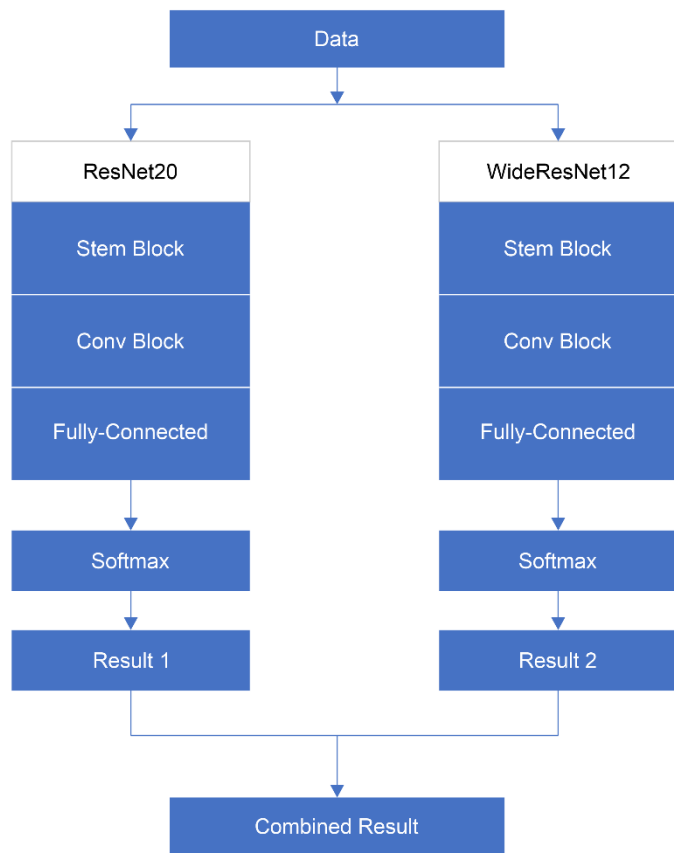 Data
ResNet20
Stem Block
Conv Block
Fully-Connected
Softmax
Result 1
WideResNet12
Stem Block
Conv Block
Fully-Connected
Softmax
Result 2
Combined Result